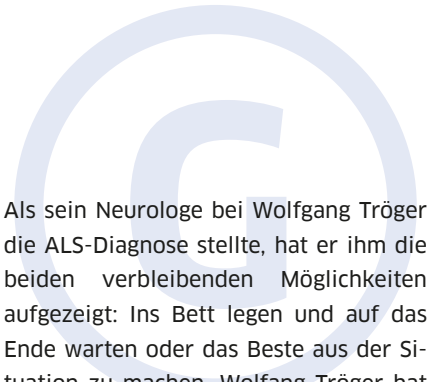 G
Als sein Neurologe bei Wolfgang Tröger
die ALS-Diagnose stellte, hat er ihm die
beiden verbleibenden Möglichkeiten
aufgezeigt: Ins Bett legen und auf das
Ende warten oder das Beste aus der Si-
tuation zu machen. Wolfang Tröger hat